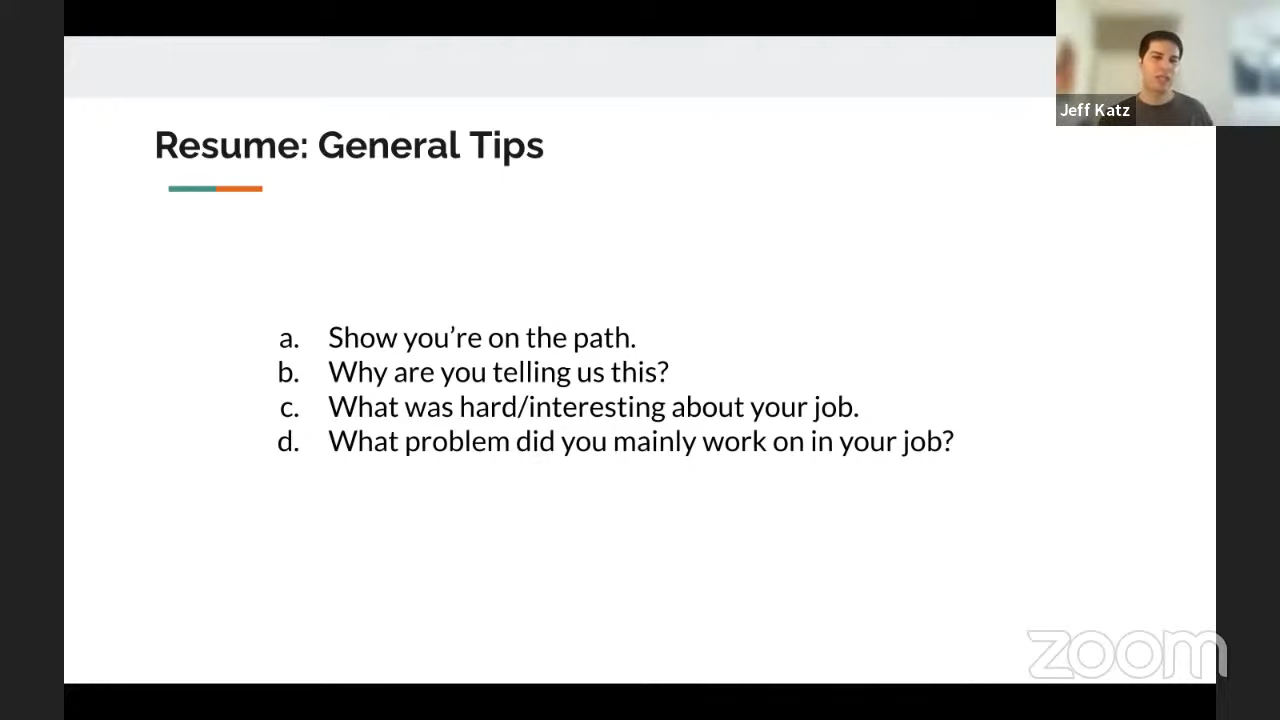 Jeff Katz
Resume: General Tips
a. Show you’re on the path.
b. Why are you telling us this?
c. What was hard/interesting about your job.
d. What problem did you mainly work on in your job?
zoom